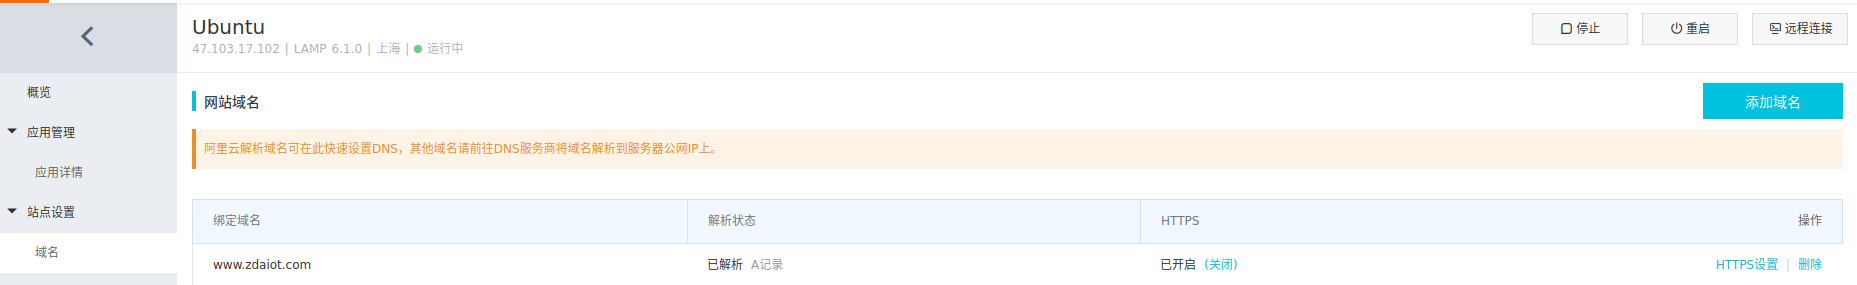 Ubuntu
47.103.17.102 | LAMP 6.1.0 | 上海 | 运行中
停止
重启
远程连接
概览
应用管理
应用详情
站点设置
域名
网站域名
添加域名
阿里云解析域名可在此快速设置DNS，其他域名请前往DNS服务商将域名解析到服务器公网IP上。
绑定域名 解析状态 HTTPS 操作
www.zdaiot.com 已解析 A记录 已开启 (关闭) HTTPS设置 | 删除